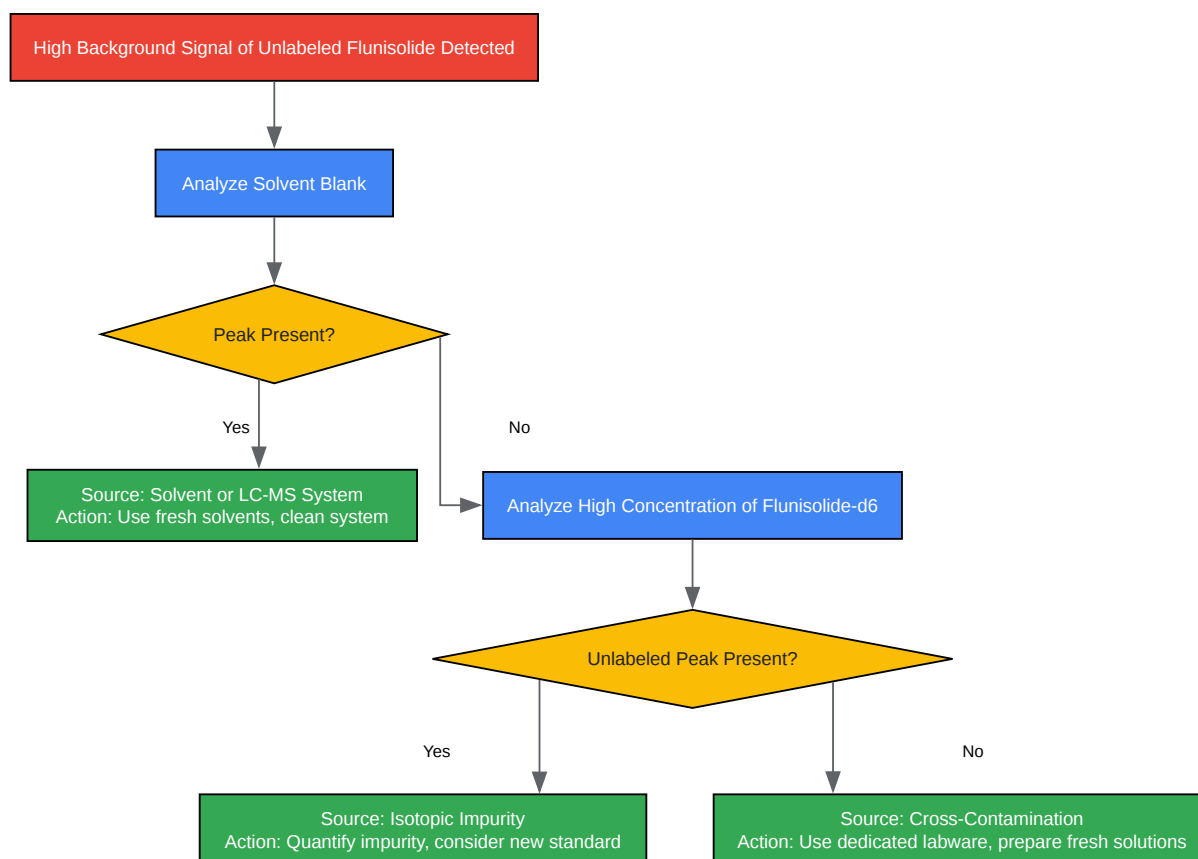 High Background Signal of Unlabeled Flunisolide Detected
Analyze Solvent Blank
Peak Present?
Yes
No
Source: Solvent or LC-MS System
Action: Use fresh solvents, clean system
Analyze High Concentration of Flunisolide-d6
Unlabeled Peak Present?
Yes
No
Source: Isotopic Impurity
Action: Quantify impurity, consider new standard
Source: Cross-Contamination
Action: Use dedicated labware, prepare fresh solutions